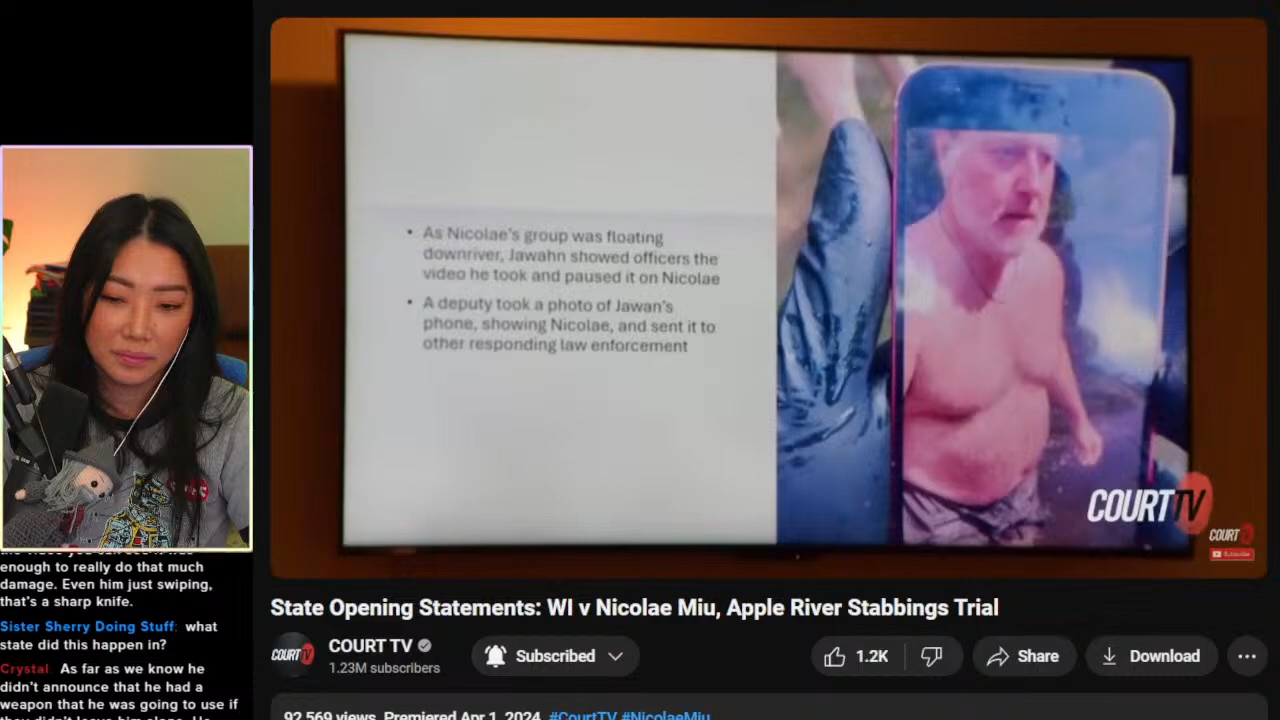 • As Nicolae's group was floating
downriver, Jawahn showed officers the
video he took and paused it on Nicolae
• A deputy took a photo of Jawan's
phone, showing Nicolae, and sent it to
other responding law enforcement
COURT TV
COURT
Subscribe
enough to really do that much
damage. Even him just swiping,
that's a sharp knife.
Sister Sherry Doing Stuff: what
state did this happen in?
Crystal: As far as we know he
didn't announce that he had a
weapon that he was going to use if
State Opening Statements: WI v Nicolae Miu, Apple River Stabbings Trial
COURT TV
COURT TV
1.23M subscribers
Subscribed
1.2K
Share
Download
92,569 views Premiered Apr 1, 2024 #CourtTV #NicolaeMiu